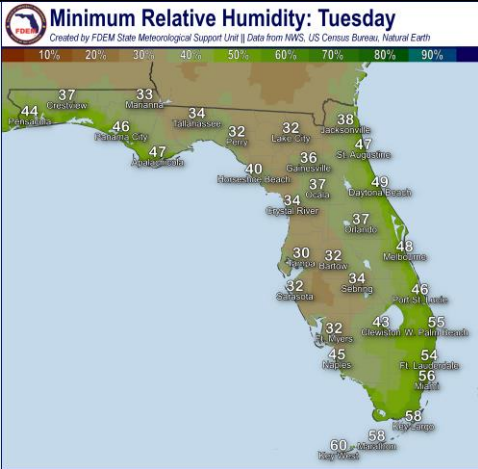 FDEM
Minimum Relative Humidity: Tuesday
Created by FDEM State Meteorological Support Unit || Data from NWS, US Census Bureau, Natural Earth
10% 20% 30% 40% 50% 60% 70% 80% 90%
37
Crestview
33
Marianna
44
Pensacola
46
Panama City
34
Tallahassee
47
Apalachicola
32
Perry
32
Lake City
38
Jacksonville
47
St. Augustine
36
Gainesville
40
Horseshoe Beach
37
Ocala
49
Daytona Beach
34
Crystal River
37
Orlando
48
Melbourne
30
Tampa
32
Bartow
34
Sebring
32
Sarasota
46
Port St. Lucie
32
Ft. Myers
43
Clewiston
55
W. Palm Beach
45
Naples
54
Ft. Lauderdale
56
Miami
58
Key Largo
58
Marathon
60
Key West